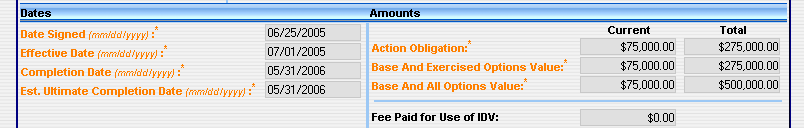 Dates Amounts
Current Total
Date Signed (mm/dd/yyyy) :* 06/25/2005
Effective Date (mm/dd/yyyy) :* 07/01/2005
Completion Date (mm/dd/yyyy) :* 05/31/2006
Est. Ultimate Completion Date (mm/dd/yyyy) :* 05/31/2006
Action Obligation:* $75,000.00 $275,000.00
Base And Exercised Options Value:* $75,000.00 $275,000.00
Base And All Options Value:* $75,000.00 $500,000.00
Fee Paid for Use of IDV: $0.00